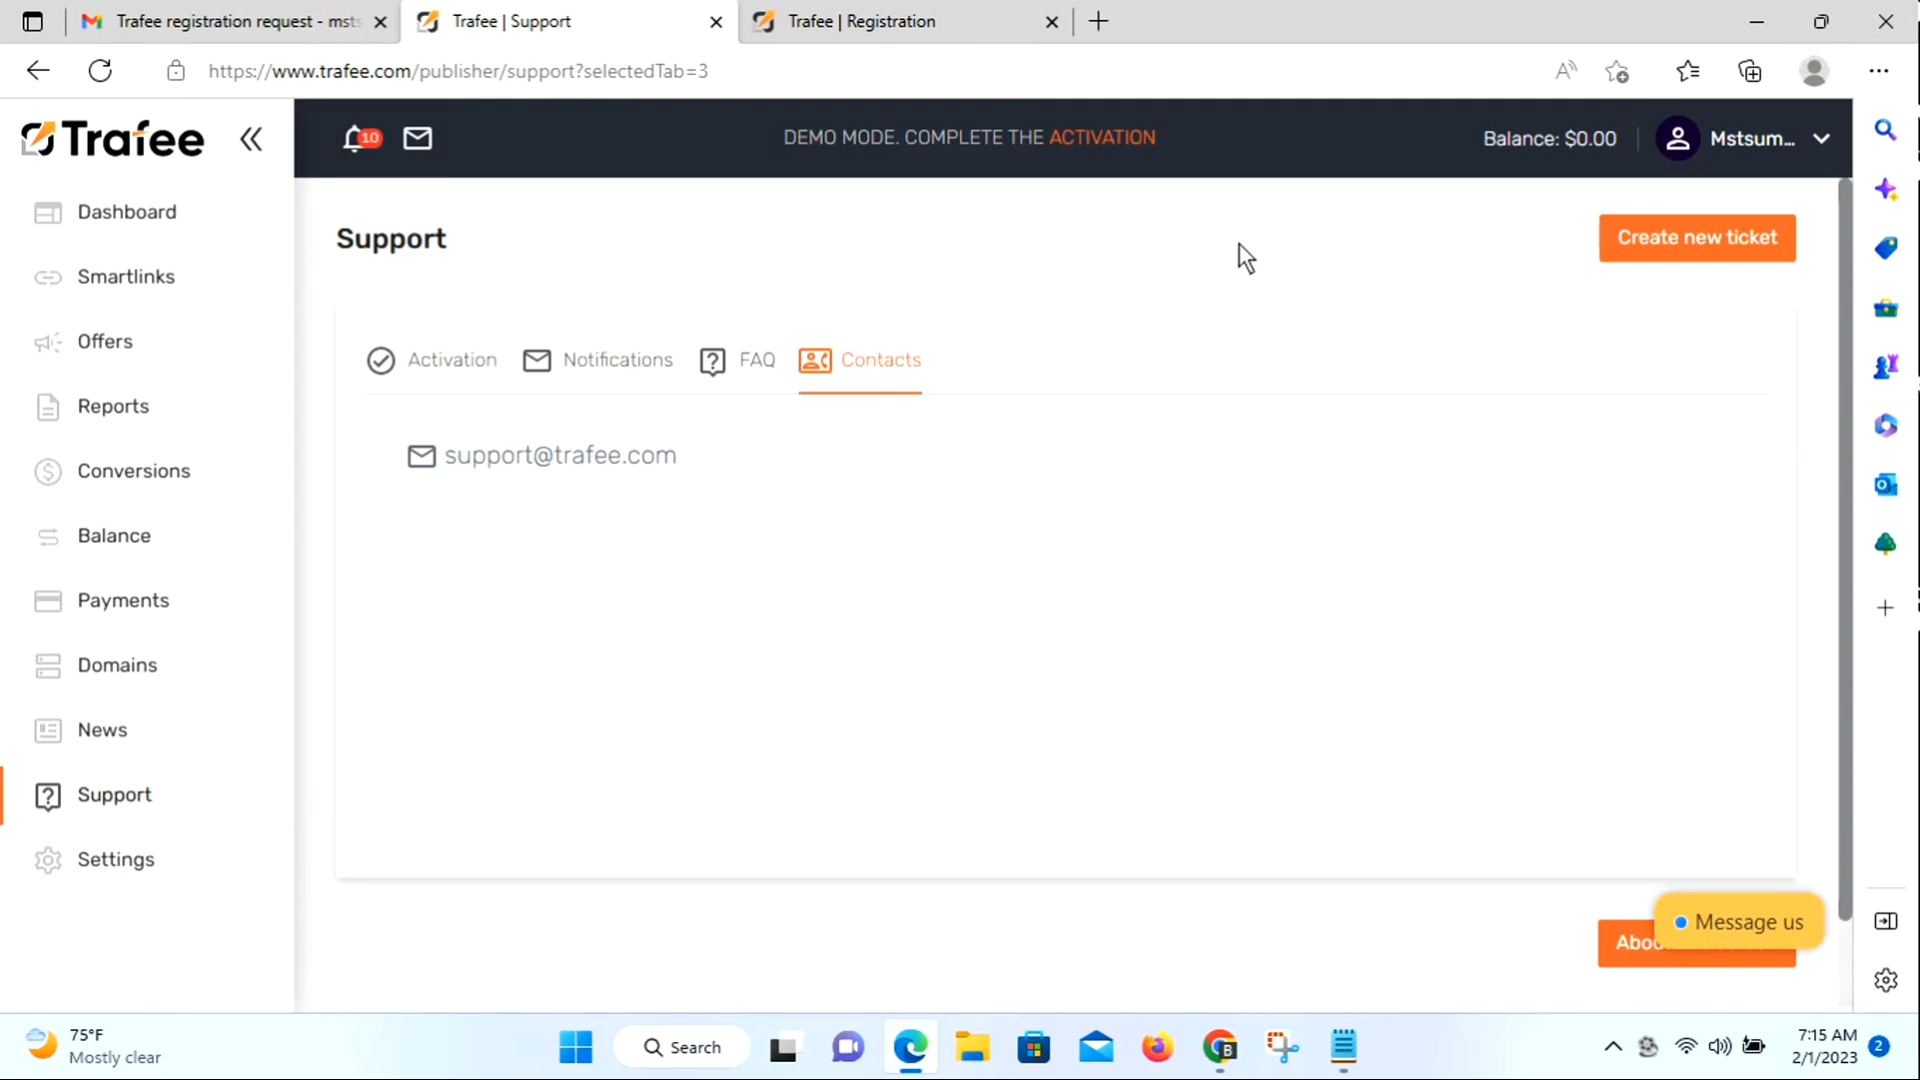 Trafee registration request - msts
Trafee | Support
Trafee | Registration
https://www.trafee.com/publisher/support?selectedTab=3
Trafee
10
DEMO MODE. COMPLETE THE ACTIVATION
Balance: $0.00
Mstsum...
Dashboard
Smartlinks
Offers
Reports
Conversions
Balance
Payments
Domains
News
Support
Settings
Support
Create new ticket
Activation
Notifications
FAQ
Contacts
support@trafee.com
Message us
75°F
Mostly clear
Search
7:15 AM
2/1/2023
2